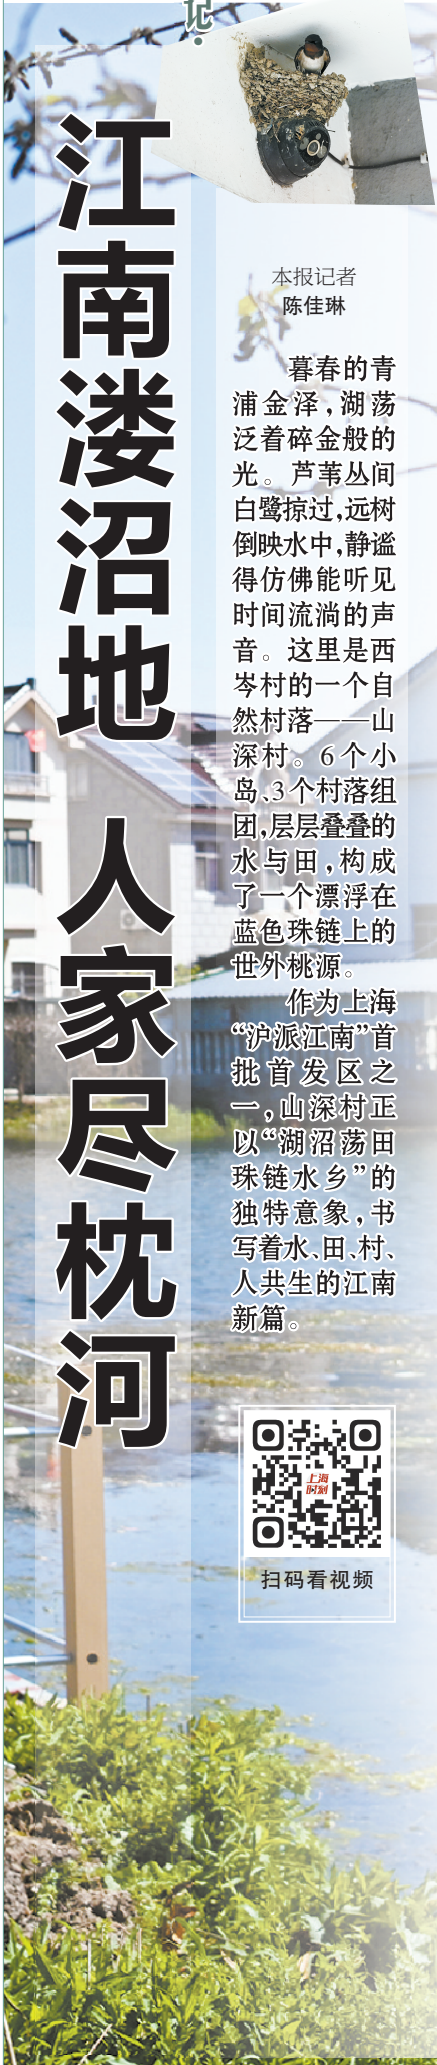 记·
江南溇沼地 人家尽枕河
本报记者
陈佳琳
暮春的青
浦金泽，湖荡
泛着碎金般的
光。芦苇丛间
白鹭掠过，远树
倒映水中，静谧
得仿佛能听见
时间流淌的声
音。这里是西
岑村的一个自
然村落——山
深村。6个小
岛、3个村落组
团，层层叠叠的
水与田，构成
了一个漂浮在
蓝色珠链上的
世外桃源。
作为上海
“沪派江南”首
批首发区之
一，山深村正
以“湖沼荡田
珠链水乡”的
独特意象，书
写着水、田、村、
人共生的江南
新篇。
上海
时刻
扫码看视频